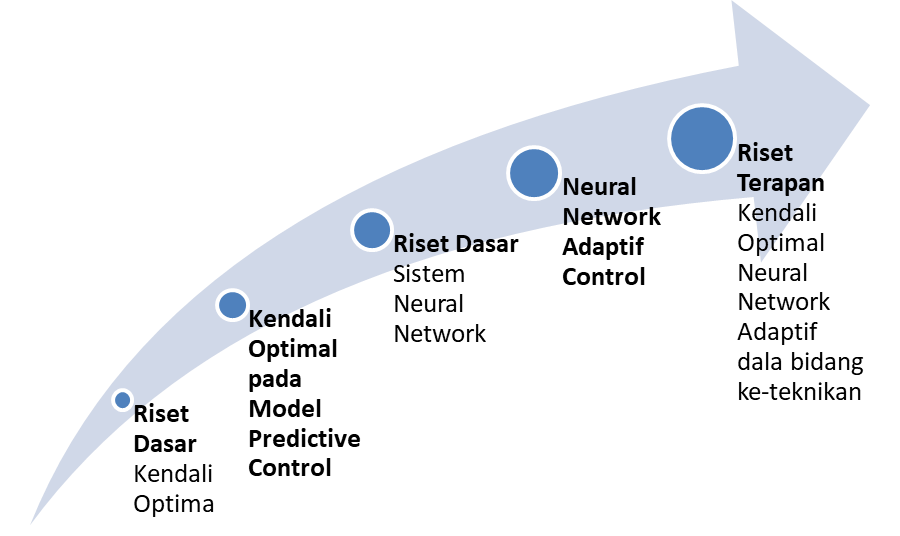 Riset
Dasar
Kendali
Optima
Kendali
Optimal
pada
Model
Predictive
Control
Riset Dasar
Sistem
Neural
Network
Neural
Network
Adaptif
Control
Riset
Terapan
Kendali
Optimal
Neural
Network
Adaptif
dala bidang
ke-teknikan